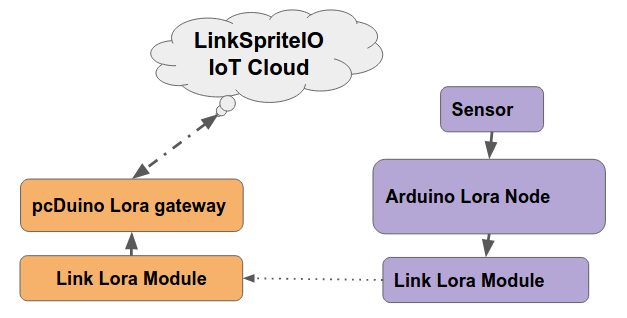 LinkSpriteIO
IoT Cloud
Sensor
Arduino Lora Node
pcDuino Lora gateway
Link Lora Module
Link Lora Module